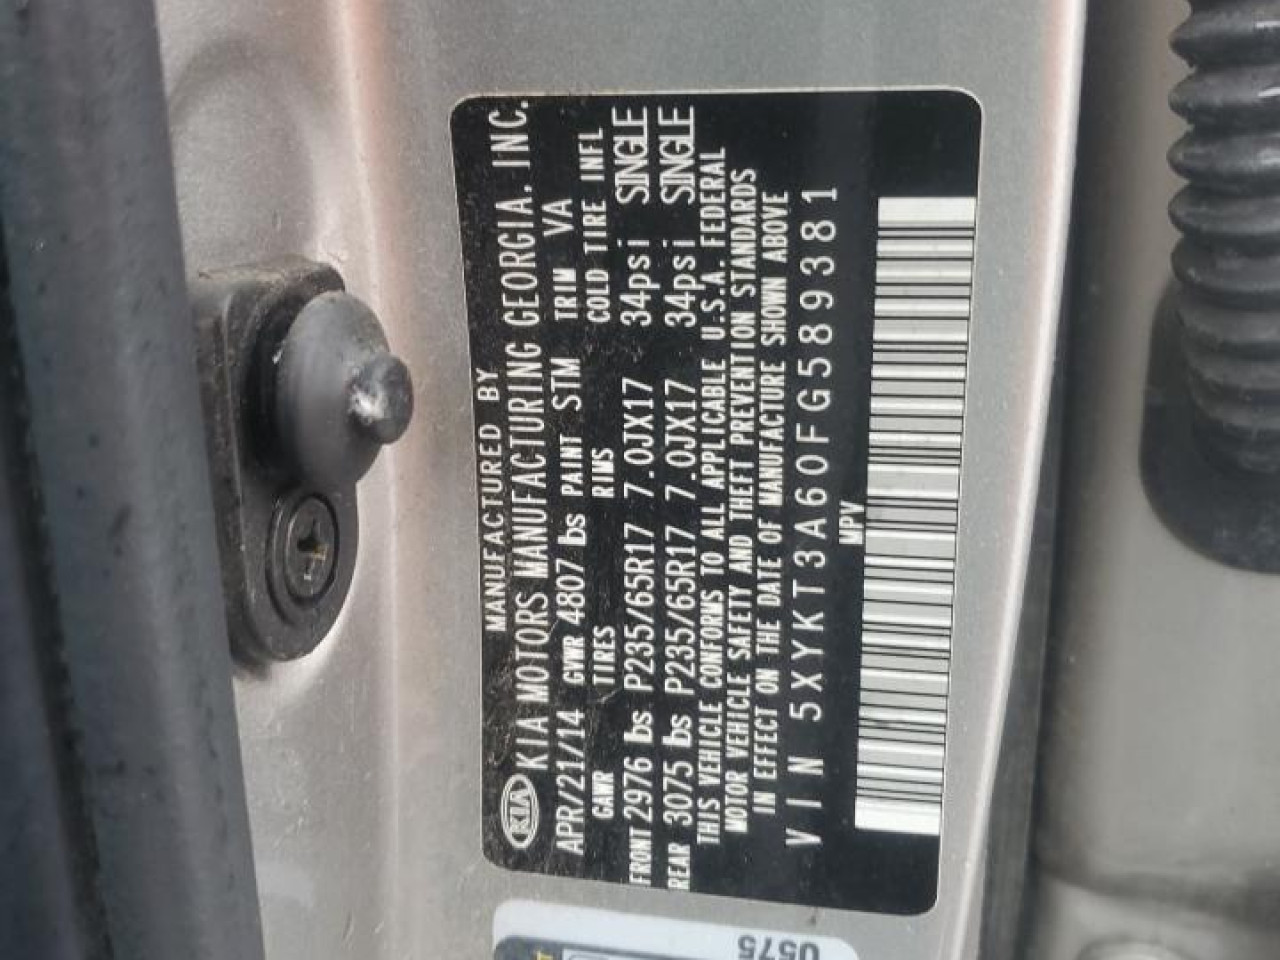 MANUFACTURED BY
KIA KIA MOTORS MANUFACTURING GEORGIA, INC.
APR/21/14 GVWR 4807 lbs PAINT STM TRIM VA
GAWR TIRES RIMS COLD TIRE INFL
FRONT 2976 lbs P235/65R17 7.0JX17 34psi SINGLE
REAR 3075 lbs P235/65R17 7.0JX17 34psi SINGLE
THIS VEHICLE CONFORMS TO ALL APPLICABLE U.S.A. FEDERAL
MOTOR VEHICLE SAFETY AND THEFT PREVENTION STANDARDS
IN EFFECT ON THE DATE OF MANUFACTURE SHOWN ABOVE
VIN 5XYKT3A60FG589381
MPV
0575